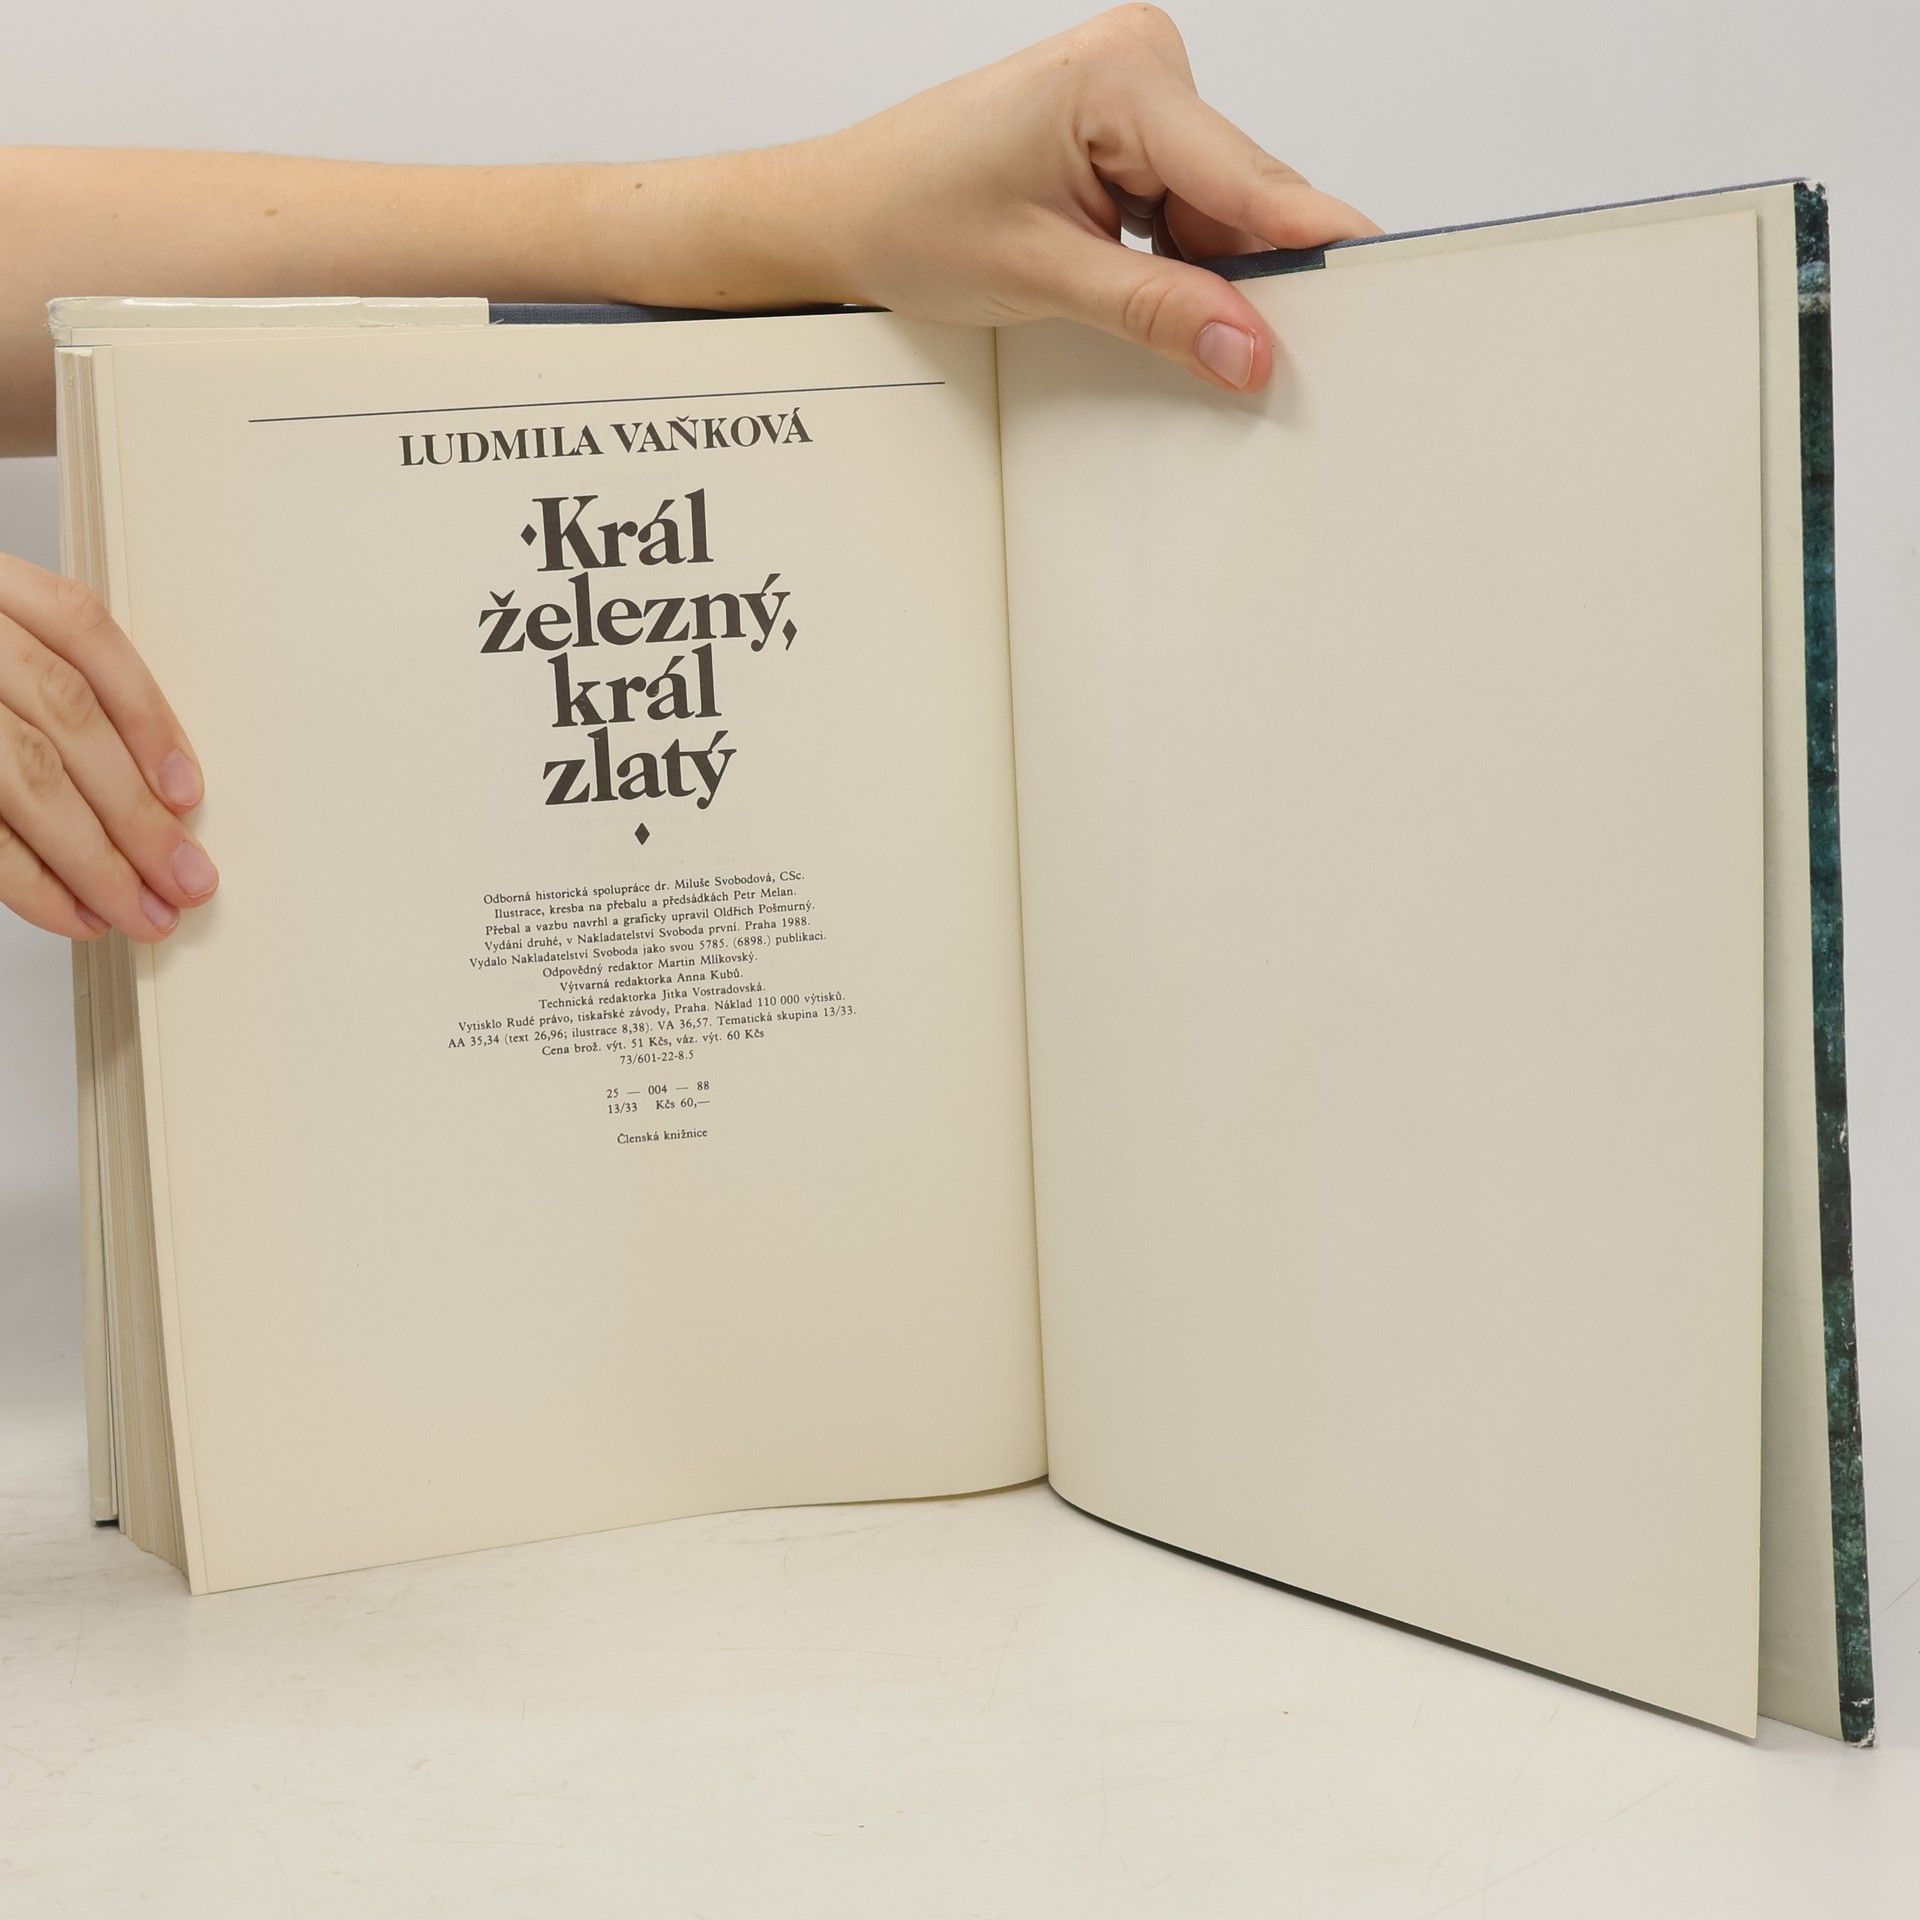 LUDMILA VAŇKOVÁ
Král
železný,
král
zlatý
Odborná historická spolupráce dr. Miluše Svobodová, CSc.
Ilustrace, kresba na přebalu a předsádkách Petr Melan.
Přebal a vazbu navrhl a graficky upravil Oldřich Pošmurný.
Vydání druhé, v Nakladatelství Svoboda první. Praha 1988.
Vydalo Nakladatelství Svoboda jako svou 5785. (6898.) publikaci.
Odpovědný redaktor Martin Mlíkovský.
Výtvarná redaktorka Anna Kubů.
Technická redaktorka Jitka Vostradovská.
Vytisklo Rudé právo, tiskařské závody, Praha. Náklad 110 000 výtisků.
AA 35,34 (text 26,96; ilustrace 8,38). VA 36,57. Tematická skupina 13/33.
Cena brož. výt. 51 Kčs, váz. výt. 60 Kčs
73/601-22-8.5
25 — 004 — 88
13/33 Kčs 60,—
Členská knižnice